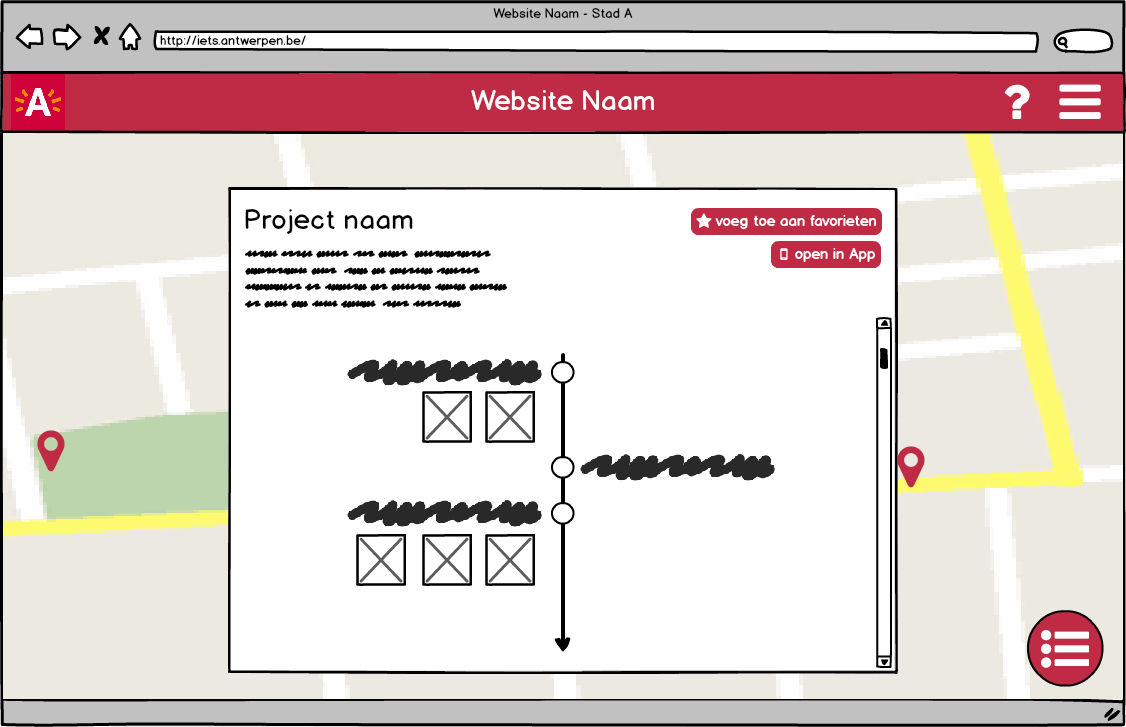 Website Naam - Stad A
http://iets.antwerpen.be/
A
Website Naam
?
Project naam
voeg toe aan favorieten
open in App